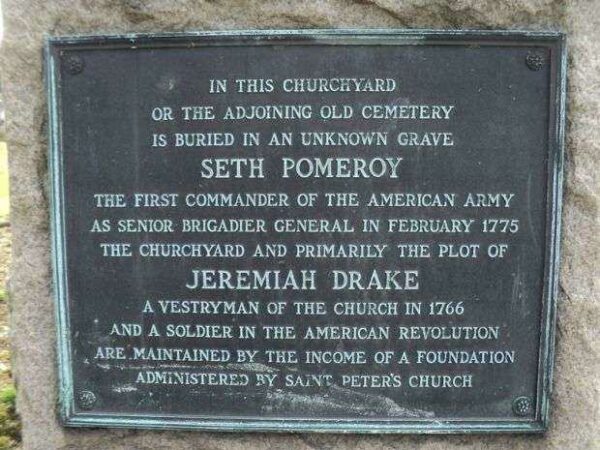 IN THIS CHURCHYARD
OR THE ADJOINING OLD CEMETERY
IS BURIED IN AN UNKNOWN GRAVE
SETH POMEROY
THE FIRST COMMANDER OF THE AMERICAN ARMY
AS SENIOR BRIGADIER GENERAL IN FEBRUARY 1775
THE CHURCHYARD AND PRIMARILY THE PLOT OF
JEREMIAH DRAKE
A VESTRYMAN OF THE CHURCH IN 1766
AND A SOLDIER IN THE AMERICAN REVOLUTION
ARE MAINTAINED BY THE INCOME OF A FOUNDATION
ADMINISTERED BY SAINT PETER'S CHURCH